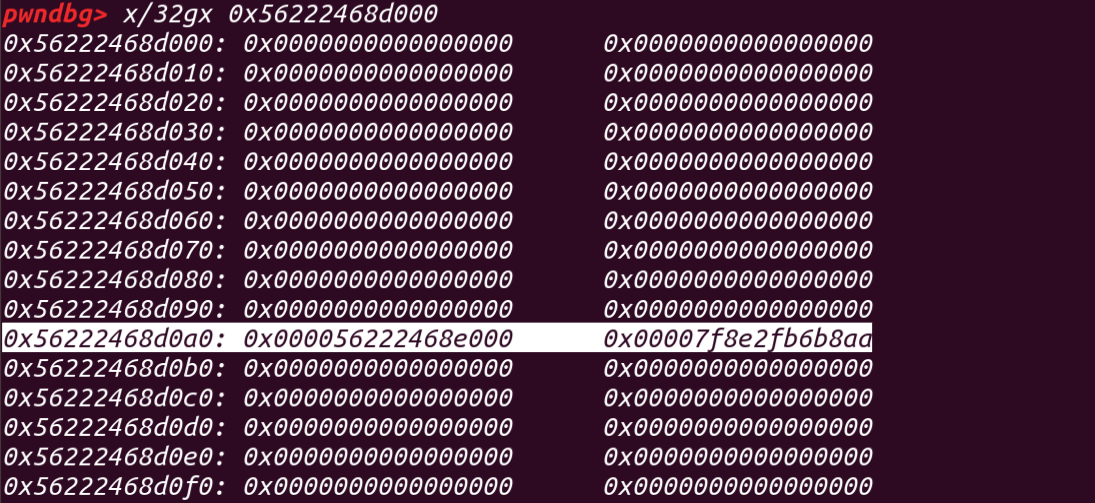 pwndbg> x/32gx 0x56222468d000
0x56222468d000: 0x0000000000000000 0x0000000000000000
0x56222468d010: 0x0000000000000000 0x0000000000000000
0x56222468d020: 0x0000000000000000 0x0000000000000000
0x56222468d030: 0x0000000000000000 0x0000000000000000
0x56222468d040: 0x0000000000000000 0x0000000000000000
0x56222468d050: 0x0000000000000000 0x0000000000000000
0x56222468d060: 0x0000000000000000 0x0000000000000000
0x56222468d070: 0x0000000000000000 0x0000000000000000
0x56222468d080: 0x0000000000000000 0x0000000000000000
0x56222468d090: 0x0000000000000000 0x0000000000000000
0x56222468d0a0: 0x000056222468e000 0x00007f8e2fb6b8aa
0x56222468d0b0: 0x0000000000000000 0x0000000000000000
0x56222468d0c0: 0x0000000000000000 0x0000000000000000
0x56222468d0d0: 0x0000000000000000 0x0000000000000000
0x56222468d0e0: 0x0000000000000000 0x0000000000000000
0x56222468d0f0: 0x0000000000000000 0x0000000000000000